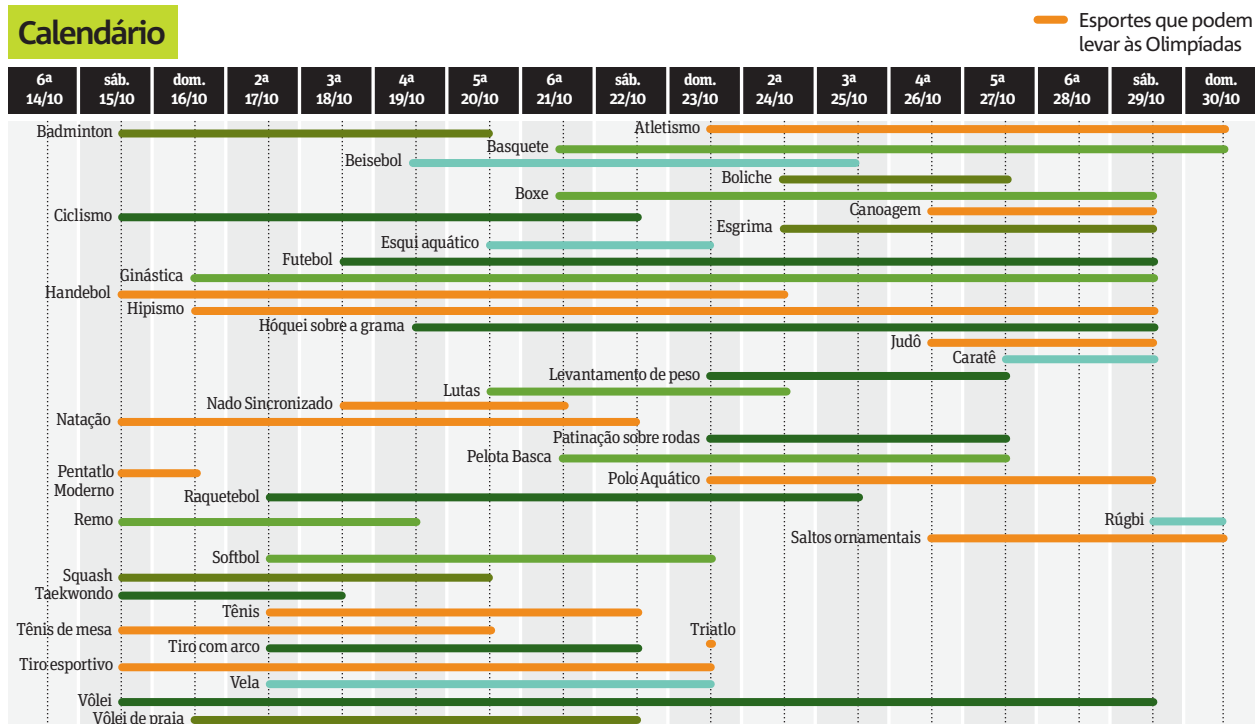 Calendário
Esportes que podem
levar às Olimpíadas
6ª
14/10
sáb.
15/10
dom.
16/10
2ª
17/10
3ª
18/10
4ª
19/10
5ª
20/10
6ª
21/10
sáb.
22/10
dom.
23/10
2ª
24/10
3ª
25/10
4ª
26/10
5ª
27/10
6ª
28/10
sáb.
29/10
dom.
30/10
Badminton
Atletismo
Basquete
Beisebol
Boliche
Boxe
Canoagem
Ciclismo
Esgrima
Esqui aquático
Futebol
Ginástica
Handebol
Hipismo
Hóquei sobre a grama
Judô
Caratê
Levantamento de peso
Lutas
Nado Sincronizado
Natação
Patinação sobre rodas
Pelota Basca
Pentatlo
Moderno
Polo Aquático
Raquetebol
Remo
Rúgbi
Saltos ornamentais
Softbol
Squash
Taekwondo
Tênis
Tênis de mesa
Triatlo
Tiro com arco
Tiro esportivo
Vela
Vôlei
Vôlei de praia